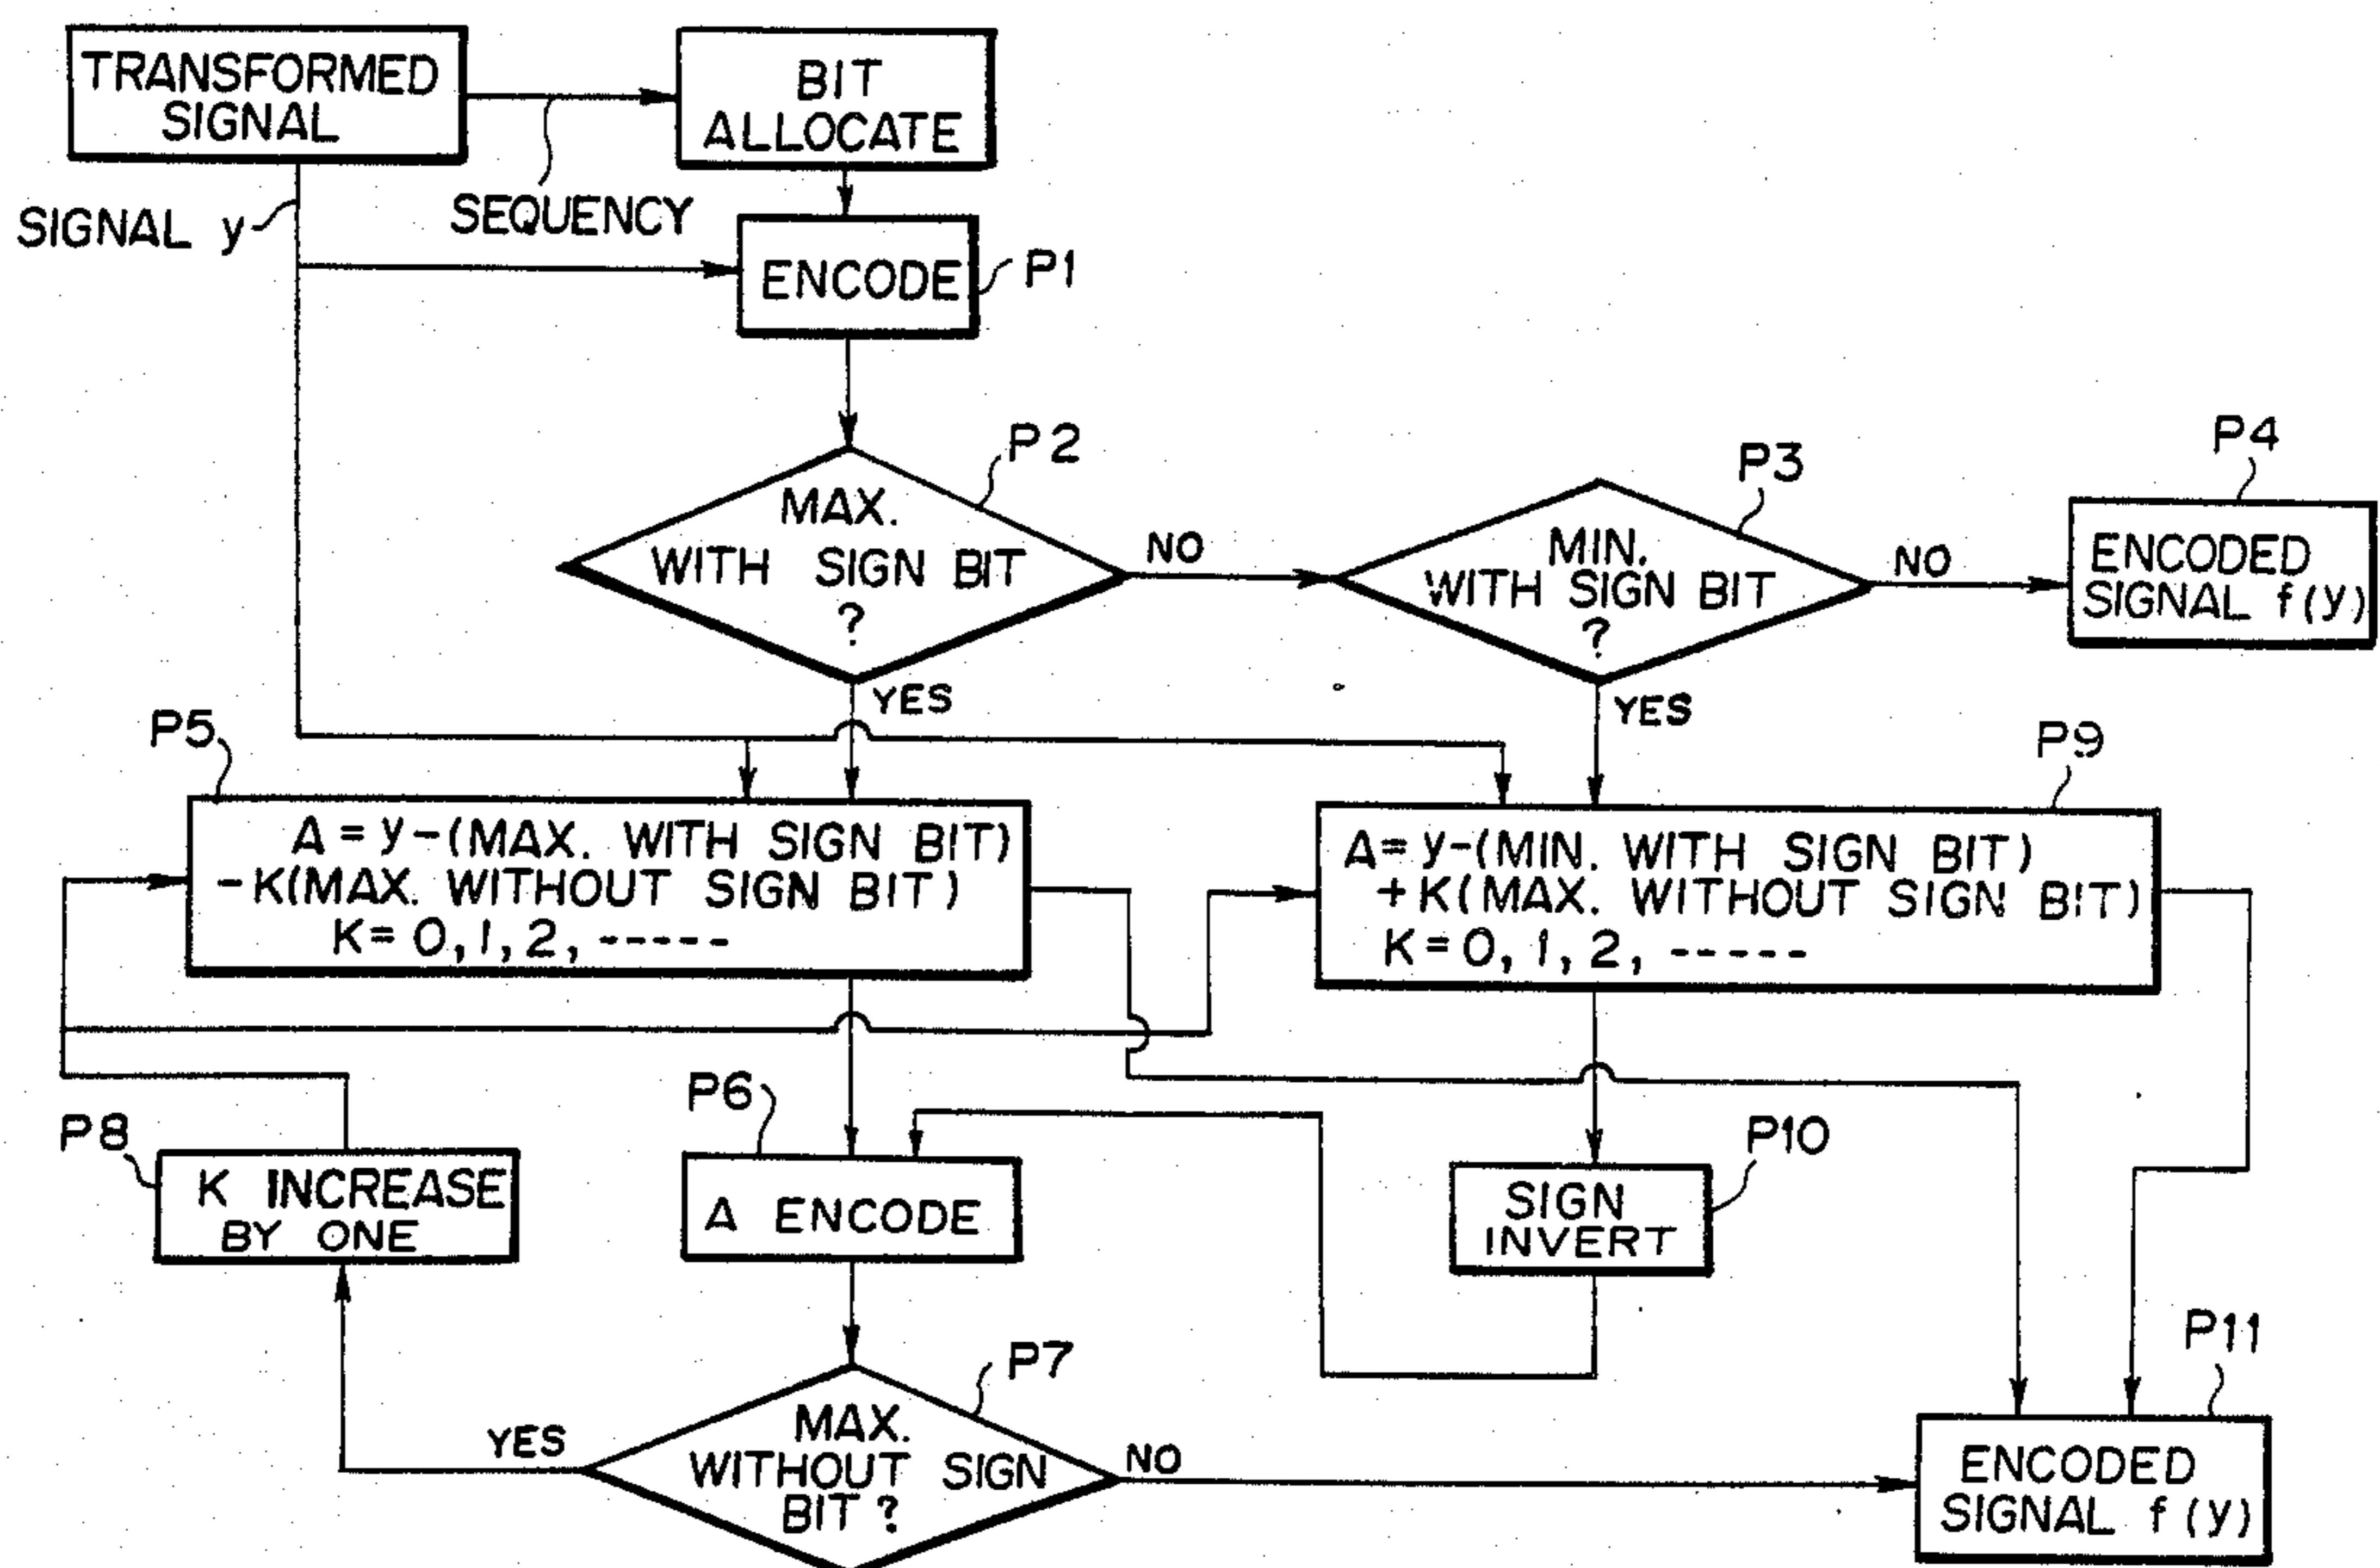 TRANSFORMED
SIGNAL
BIT
ALLOCATE
SEQUENCY
SIGNAL y
ENCODE
P1
P2
MAX.
WITH SIGN BIT
?
NO
YES
P3
MIN.
WITH SIGN BIT
?
NO
YES
P4
ENCODED
SIGNAL f(y)
P5
A = y-(MAX. WITH SIGN BIT)
-K(MAX. WITHOUT SIGN BIT)
K= 0, 1, 2, -----
P9
A= y-(MIN. WITH SIGN BIT)
+K(MAX. WITHOUT SIGN BIT)
K=0, 1, 2, -----
P8
K INCREASE
BY ONE
P6
A ENCODE
P10
SIGN
INVERT
P7
MAX.
WITHOUT SIGN
BIT?
YES
NO
P11
ENCODED
SIGNAL f(y)